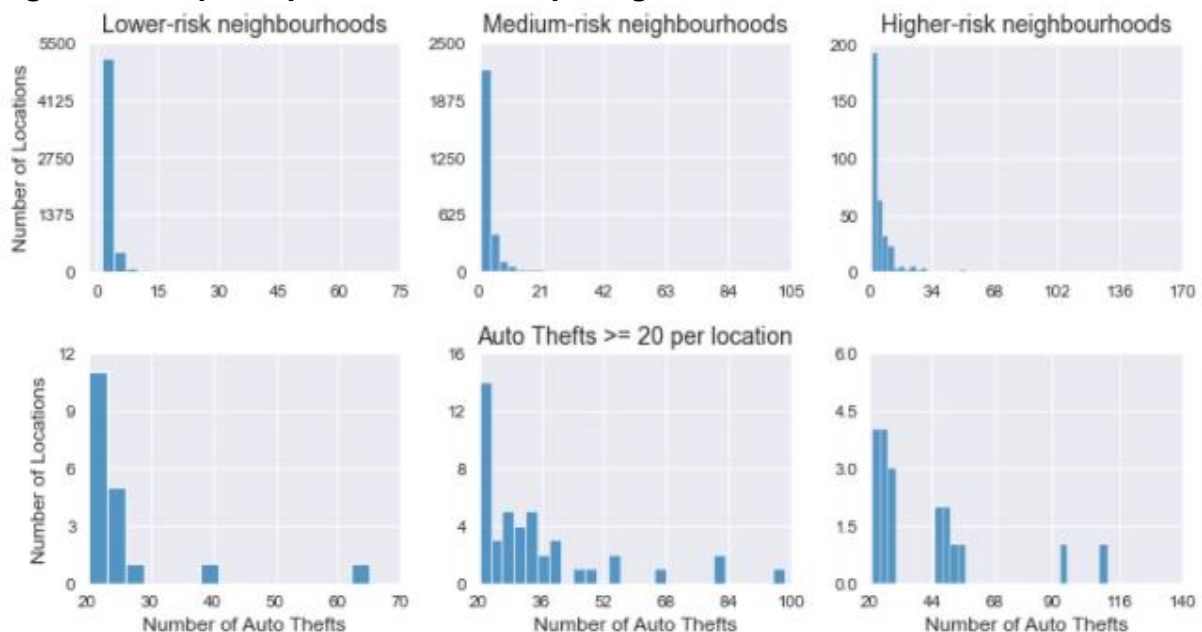 Lower-risk neighbourhoods
Medium-risk neighbourhoods
Higher-risk neighbourhoods
Number of Locations
5500
4125
2750
1375
0
0 15 30 45 60 75
2500
1875
1250
625
0
0 21 42 63 84 105
200
150
100
50
0
0 34 68 102 136 170
Auto Thefts >= 20 per location
Number of Locations
12
9
6
3
0
20 30 40 50 60 70
Number of Auto Thefts
16
12
8
4
0
20 36 52 68 84 100
Number of Auto Thefts
6.0
4.5
3.0
1.5
0.0
20 44 68 90 116 140
Number of Auto Thefts